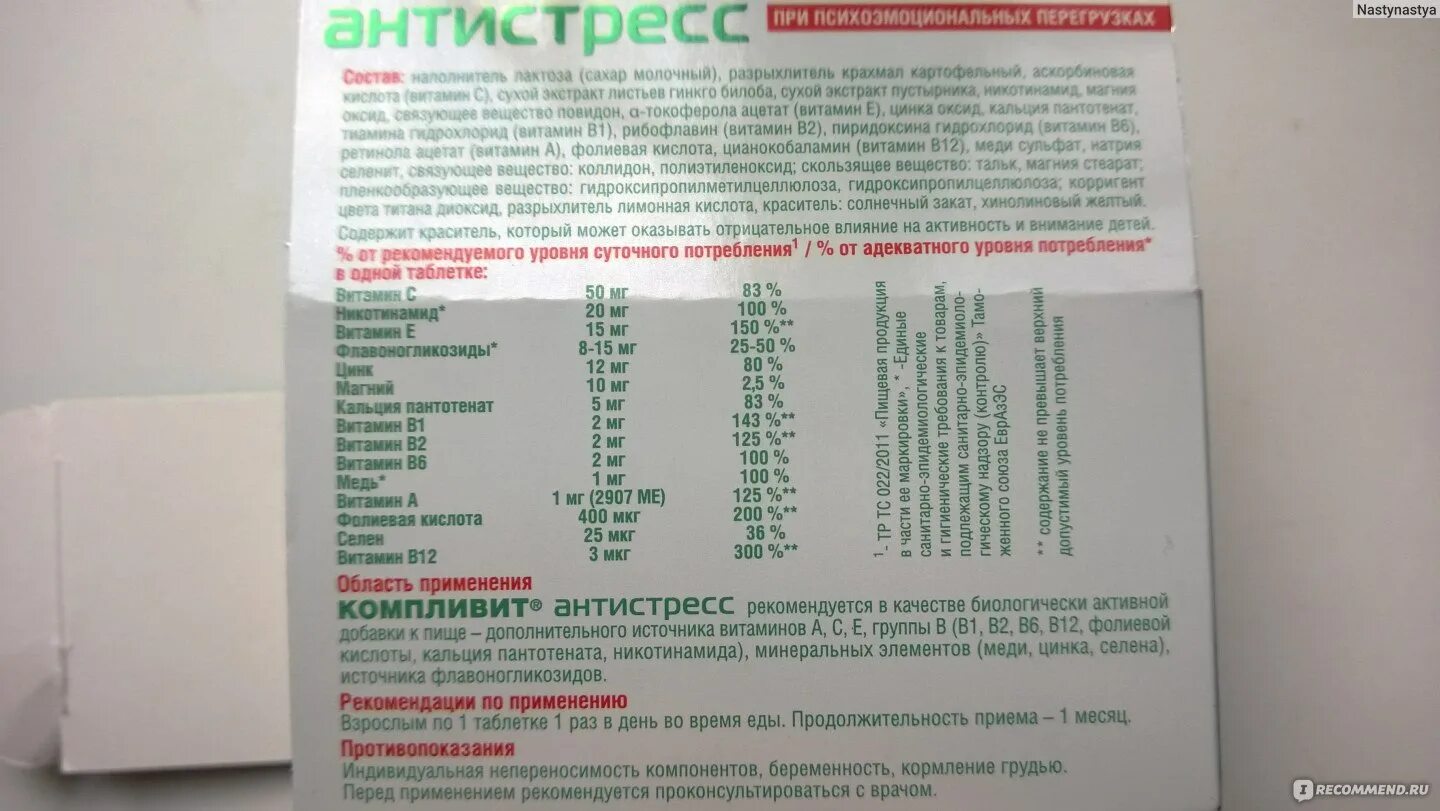 Nastynastya
антистресс
ПРИ ПСИХОЭМОЦИОНАЛЬНЫХ ПЕРЕГРУЗКАХ
Состав: наполнитель лактоза (сахар молочный), разрыхлитель крахмал картофельный, аскорбиновая
кислота (витамин С), сухой экстракт листьев гинкго билоба, сухой экстракт пустырника, никотинамид, магния
оксид, связующее вещество повидон, α-токоферола ацетат (витамин Е), цинка оксид, кальция пантотенат,
тиамина гидрохлорид (витамин В1), рибофлавин (витамин В2), пиридоксина гидрохлорид (витамин В6),
ретинола ацетат (витамин А), фолиевая кислота, цианокобаламин (витамин В12), меди сульфат, натрия
селенит, связующее вещество: коллидон, полиэтиленоксид; скользящее вещество: тальк, магния стеарат;
пленкообразующее вещество: гидроксипропилметилцеллюлоза, гидроксипропилцеллюлоза; корригент
цвета титана диоксид, разрыхлитель лимонная кислота, краситель: солнечный закат, хинолиновый желтый.
Содержит краситель, который может оказывать отрицательное влияние на активность и внимание детей.
% от рекомендуемого уровня суточного потребления¹ / % от адекватного уровня потребления*
в одной таблетке:
Витамин С 50 мг 83 %
Никотинамид* 20 мг 100 %
Витамин Е 15 мг 150 %**
Флавоногликозиды* 8-15 мг 25-50 %
Цинк 12 мг 80 %
Магний 10 мг 2,5 %
Кальция пантотенат 5 мг 83 %
Витамин В1 2 мг 143 %**
Витамин В2 2 мг 125 %**
Витамин В6 2 мг 100 %
Медь* 1 мг 100 %
Витамин А 1 мг (2907 МЕ) 125 %**
Фолиевая кислота 400 мкг 200 %**
Селен 25 мкг 36 %
Витамин В12 3 мкг 300 %**
¹- ТР ТС 022/2011 «Пищевая продукция
в части ее маркировки», * -Единые
санитарно-эпидемиологические
и гигиенические требования к товарам,
подлежащим санитарно-эпидемиоло-
гическому надзору (контролю)» Тамо-
женного союза ЕврАзЭС
** содержание не превышает верхний
допустимый уровень потребления
Область применения
КОМПЛИВИТ® антистресс рекомендуется в качестве биологически активной
добавки к пище – дополнительного источника витаминов А, С, Е, группы В (В1, В2, В6, В12, фолиевой
кислоты, кальция пантотената, никотинамида), минеральных элементов (меди, цинка, селена),
источника флавоногликозидов.
Рекомендации по применению
Взрослым по 1 таблетке 1 раз в день во время еды. Продолжительность приема – 1 месяц.
Противопоказания
Индивидуальная непереносимость компонентов, беременность, кормление грудью.
Перед применением рекомендуется проконсультироваться с врачом.
IRECOMMEND.RU